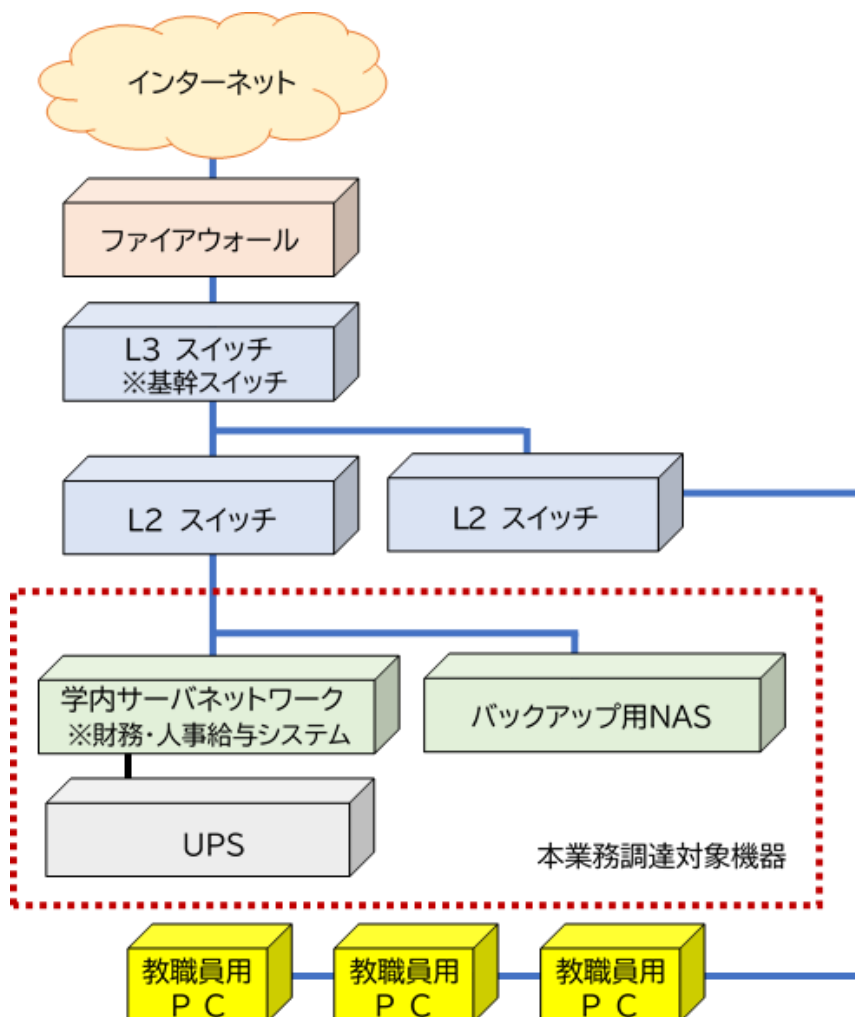 インターネット
ファイアウォール
L3 スイッチ
※基幹スイッチ
L2 スイッチ
L2 スイッチ
学内サーバネットワーク
※財務・人事給与システム
バックアップ用NAS
UPS
本業務調達対象機器
教職員用
ＰＣ
教職員用
ＰＣ
教職員用
ＰＣ